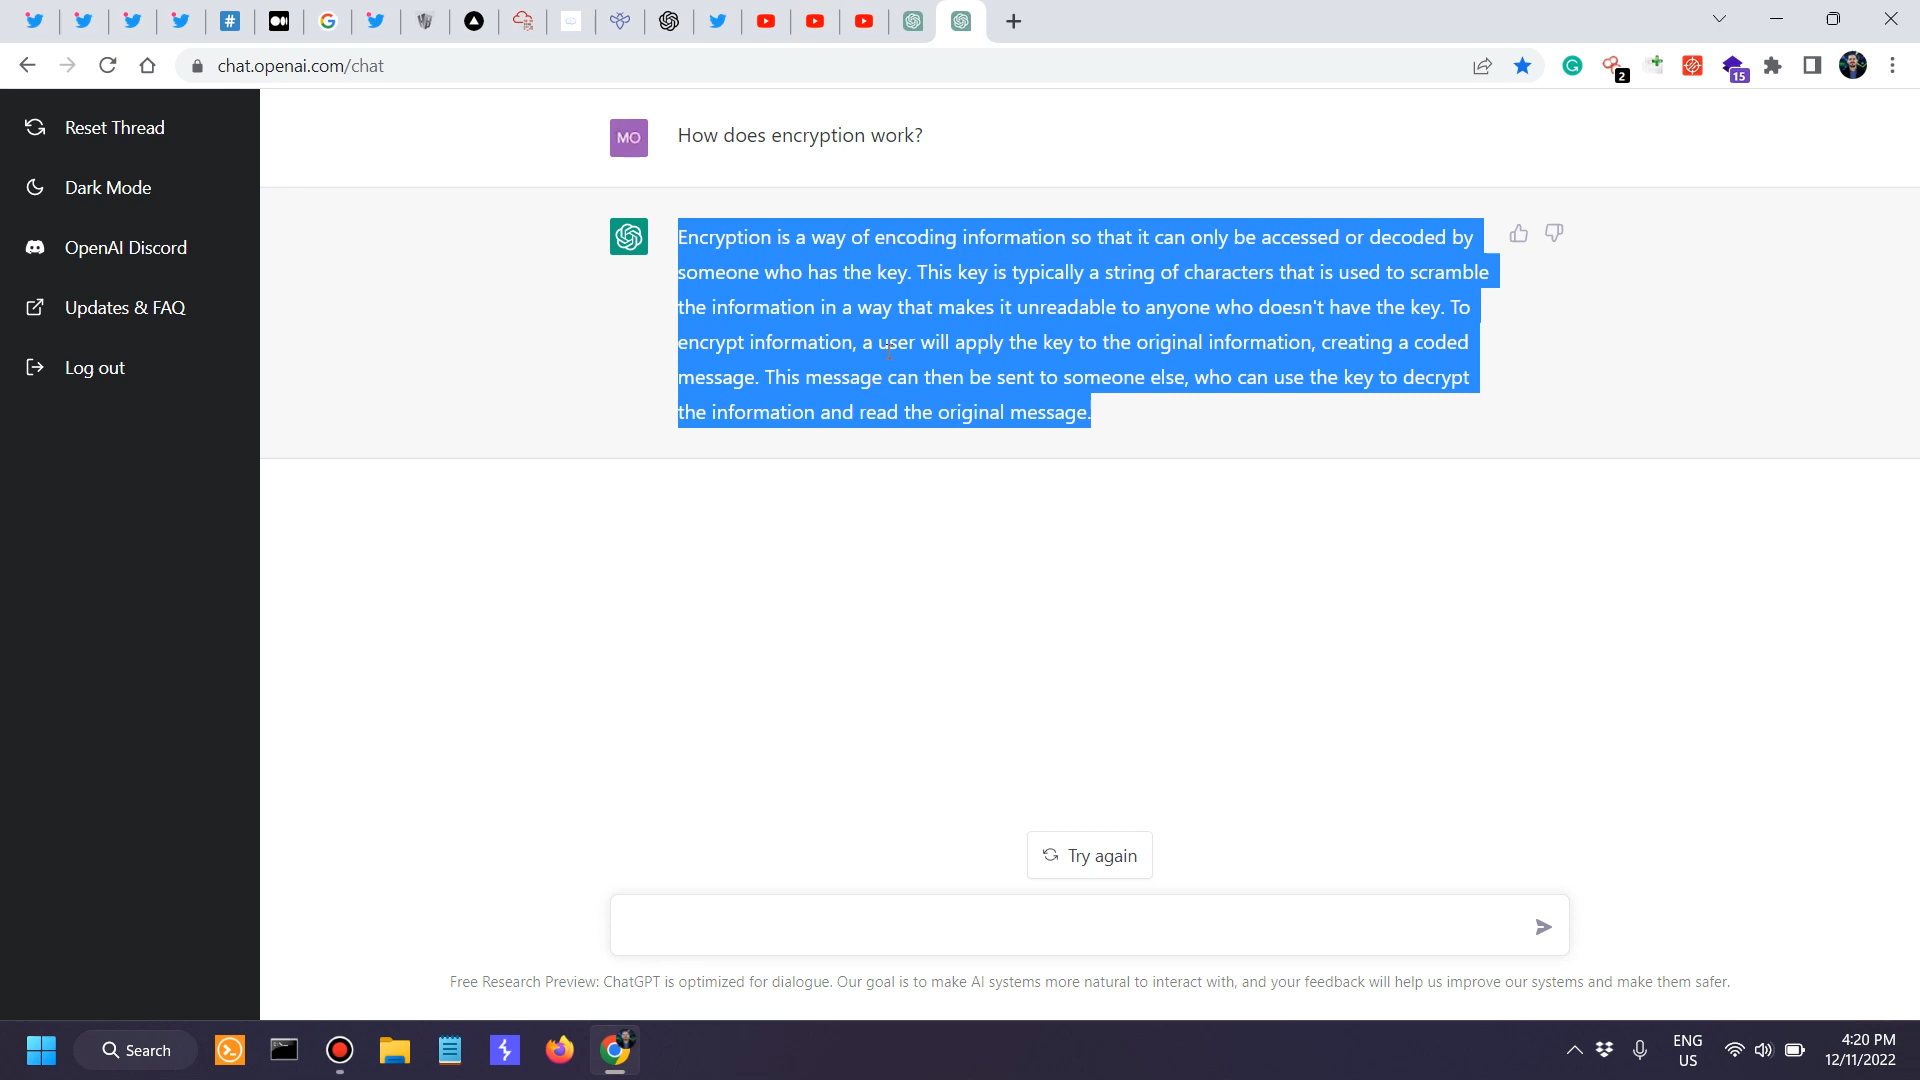 chat.openai.com/chat
2
15
Reset Thread
Dark Mode
OpenAI Discord
Updates & FAQ
Log out
MO
How does encryption work?
Encryption is a way of encoding information so that it can only be accessed or decoded by
someone who has the key. This key is typically a string of characters that is used to scramble
the information in a way that makes it unreadable to anyone who doesn't have the key. To
encrypt information, a user will apply the key to the original information, creating a coded
message. This message can then be sent to someone else, who can use the key to decrypt
the information and read the original message.
Try again
Free Research Preview: ChatGPT is optimized for dialogue. Our goal is to make AI systems more natural to interact with, and your feedback will help us improve our systems and make them safer.
Search
ENG
US
4:20 PM
12/11/2022